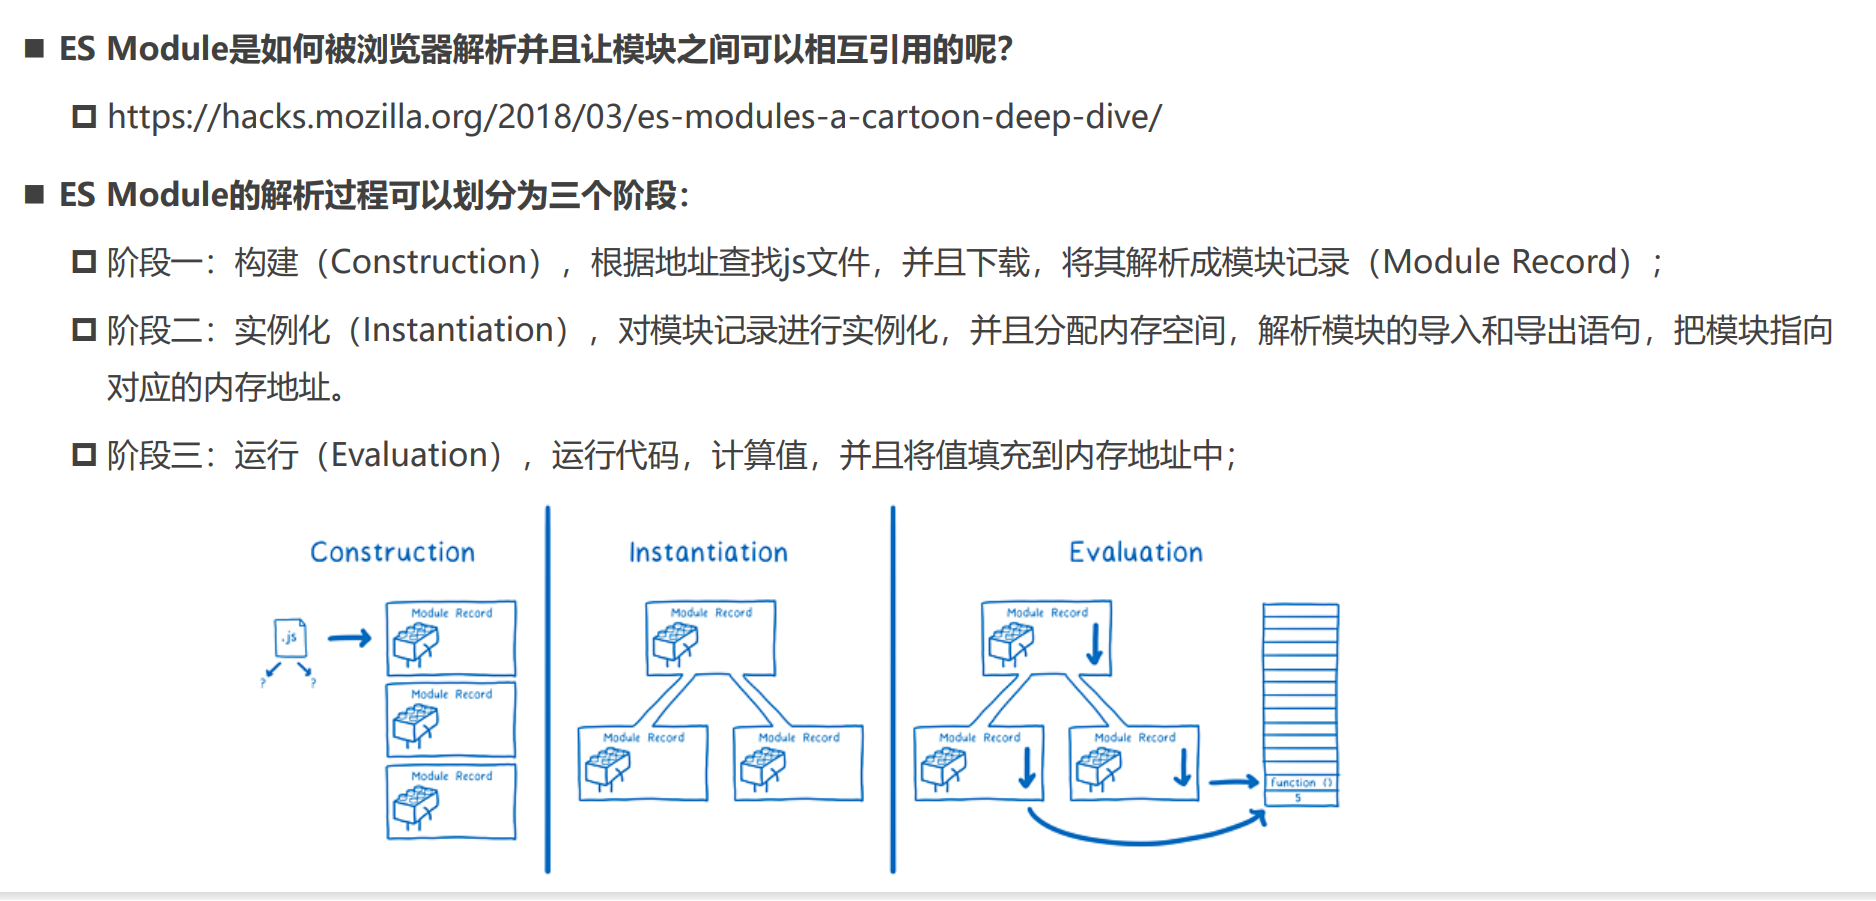 ES Module是如何被浏览器解析并且让模块之间可以相互引用的呢？
https://hacks.mozilla.org/2018/03/es-modules-a-cartoon-deep-dive/
ES Module的解析过程可以划分为三个阶段：
阶段一：构建（Construction），根据地址查找js文件，并且下载，将其解析成模块记录（Module Record）；
阶段二：实例化（Instantiation），对模块记录进行实例化，并且分配内存空间，解析模块的导入和导出语句，把模块指向
对应的内存地址。
阶段三：运行（Evaluation），运行代码，计算值，并且将值填充到内存地址中；
Construction
.js
? ?
Module Record
Module Record
Module Record
Instantiation
Module Record
Module Record
Module Record
Evaluation
Module Record
Module Record
Module Record
function ()
5